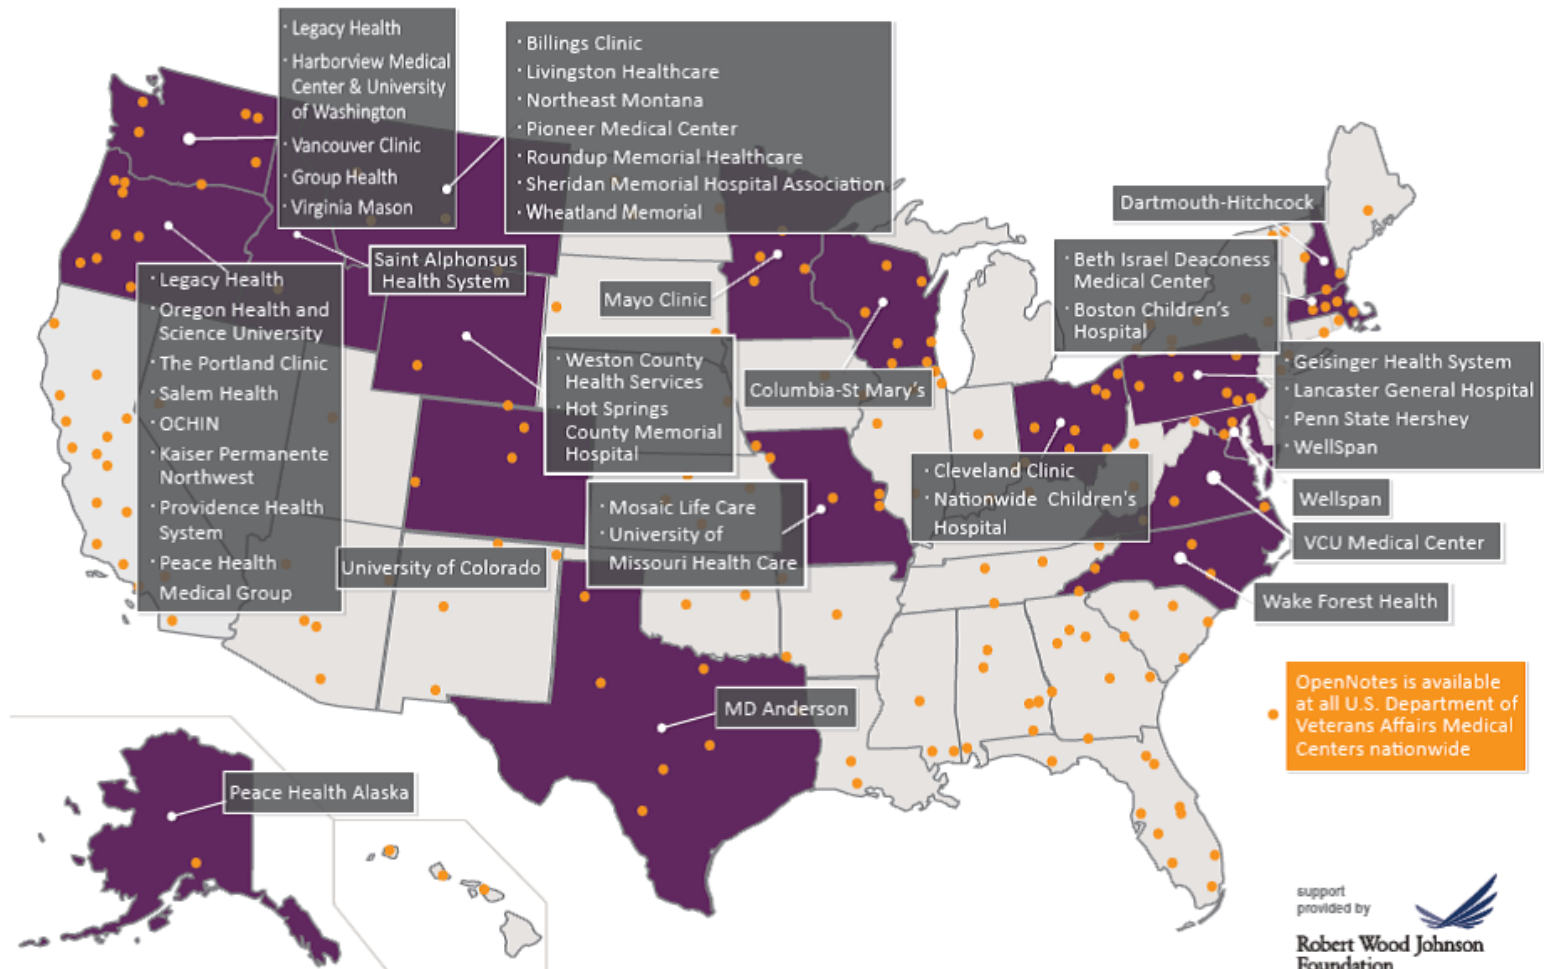 · Legacy Health
· Harborview Medical
Center & University
of Washington
· Vancouver Clinic
· Group Health
· Virginia Mason
· Billings Clinic
· Livingston Healthcare
· Northeast Montana
· Pioneer Medical Center
· Roundup Memorial Healthcare
· Sheridan Memorial Hospital Association
· Wheatland Memorial
Saint Alphonsus
Health System
· Legacy Health
· Oregon Health and
Science University
· The Portland Clinic
· Salem Health
· OCHIN
· Kaiser Permanente
Northwest
· Providence Health
System
· Peace Health
Medical Group
Mayo Clinic
· Weston County
Health Services
· Hot Springs
County Memorial
Hospital
Columbia-St Mary's
Dartmouth-Hitchcock
· Beth Israel Deaconess
Medical Center
· Boston Children's
Hospital
· Geisinger Health System
· Lancaster General Hospital
· Penn State Hershey
· WellSpan
· Cleveland Clinic
· Nationwide Children's
Hospital
Wellspan
VCU Medical Center
Wake Forest Health
· Mosaic Life Care
· University of
Missouri Health Care
University of Colorado
MD Anderson
Peace Health Alaska
OpenNotes is available
at all U.S. Department of
Veterans Affairs Medical
Centers nationwide
support
provided by
Robert Wood Johnson
Foundation